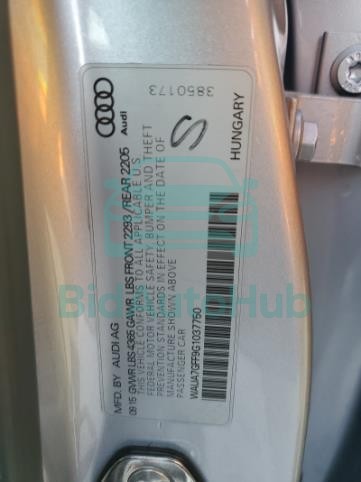 MFD. BY AUDI AG
09 15 GVWR LBS 4365 GAWR LBS FRONT 2293 / REAR 2205
THIS VEHICLE CONFORMS TO ALL APPLICABLE U.S.
FEDERAL MOTOR VEHICLE SAFETY, BUMPER AND THEFT
PREVENTION STANDARDS IN EFFECT ON THE DATE OF
MANUFACTURE SHOWN ABOVE
PASSENGER CAR
Audi
3850173
S
WAUA7GFF9G1037750
HUNGARY
BidAutoHub